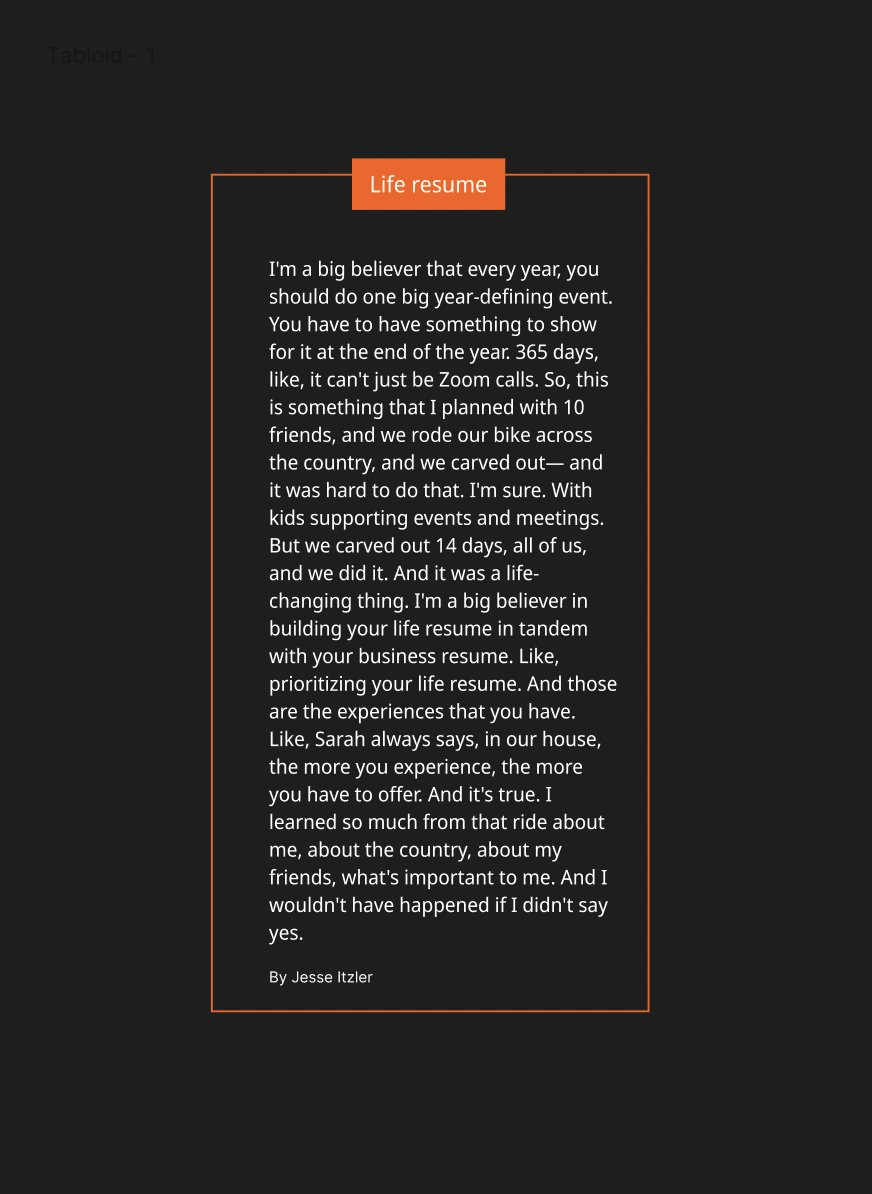 Tabloid - 1
Life resume
I'm a big believer that every year, you
should do one big year-defining event.
You have to have something to show
for it at the end of the year. 365 days,
like, it can't just be Zoom calls. So, this
is something that I planned with 10
friends, and we rode our bike across
the country, and we carved out— and
it was hard to do that. I'm sure. With
kids supporting events and meetings.
But we carved out 14 days, all of us,
and we did it. And it was a life-
changing thing. I'm a big believer in
building your life resume in tandem
with your business resume. Like,
prioritizing your life resume. And those
are the experiences that you have.
Like, Sarah always says, in our house,
the more you experience, the more
you have to offer. And it's true. I
learned so much from that ride about
me, about the country, about my
friends, what's important to me. And I
wouldn't have happened if I didn't say
yes.
By Jesse Itzler